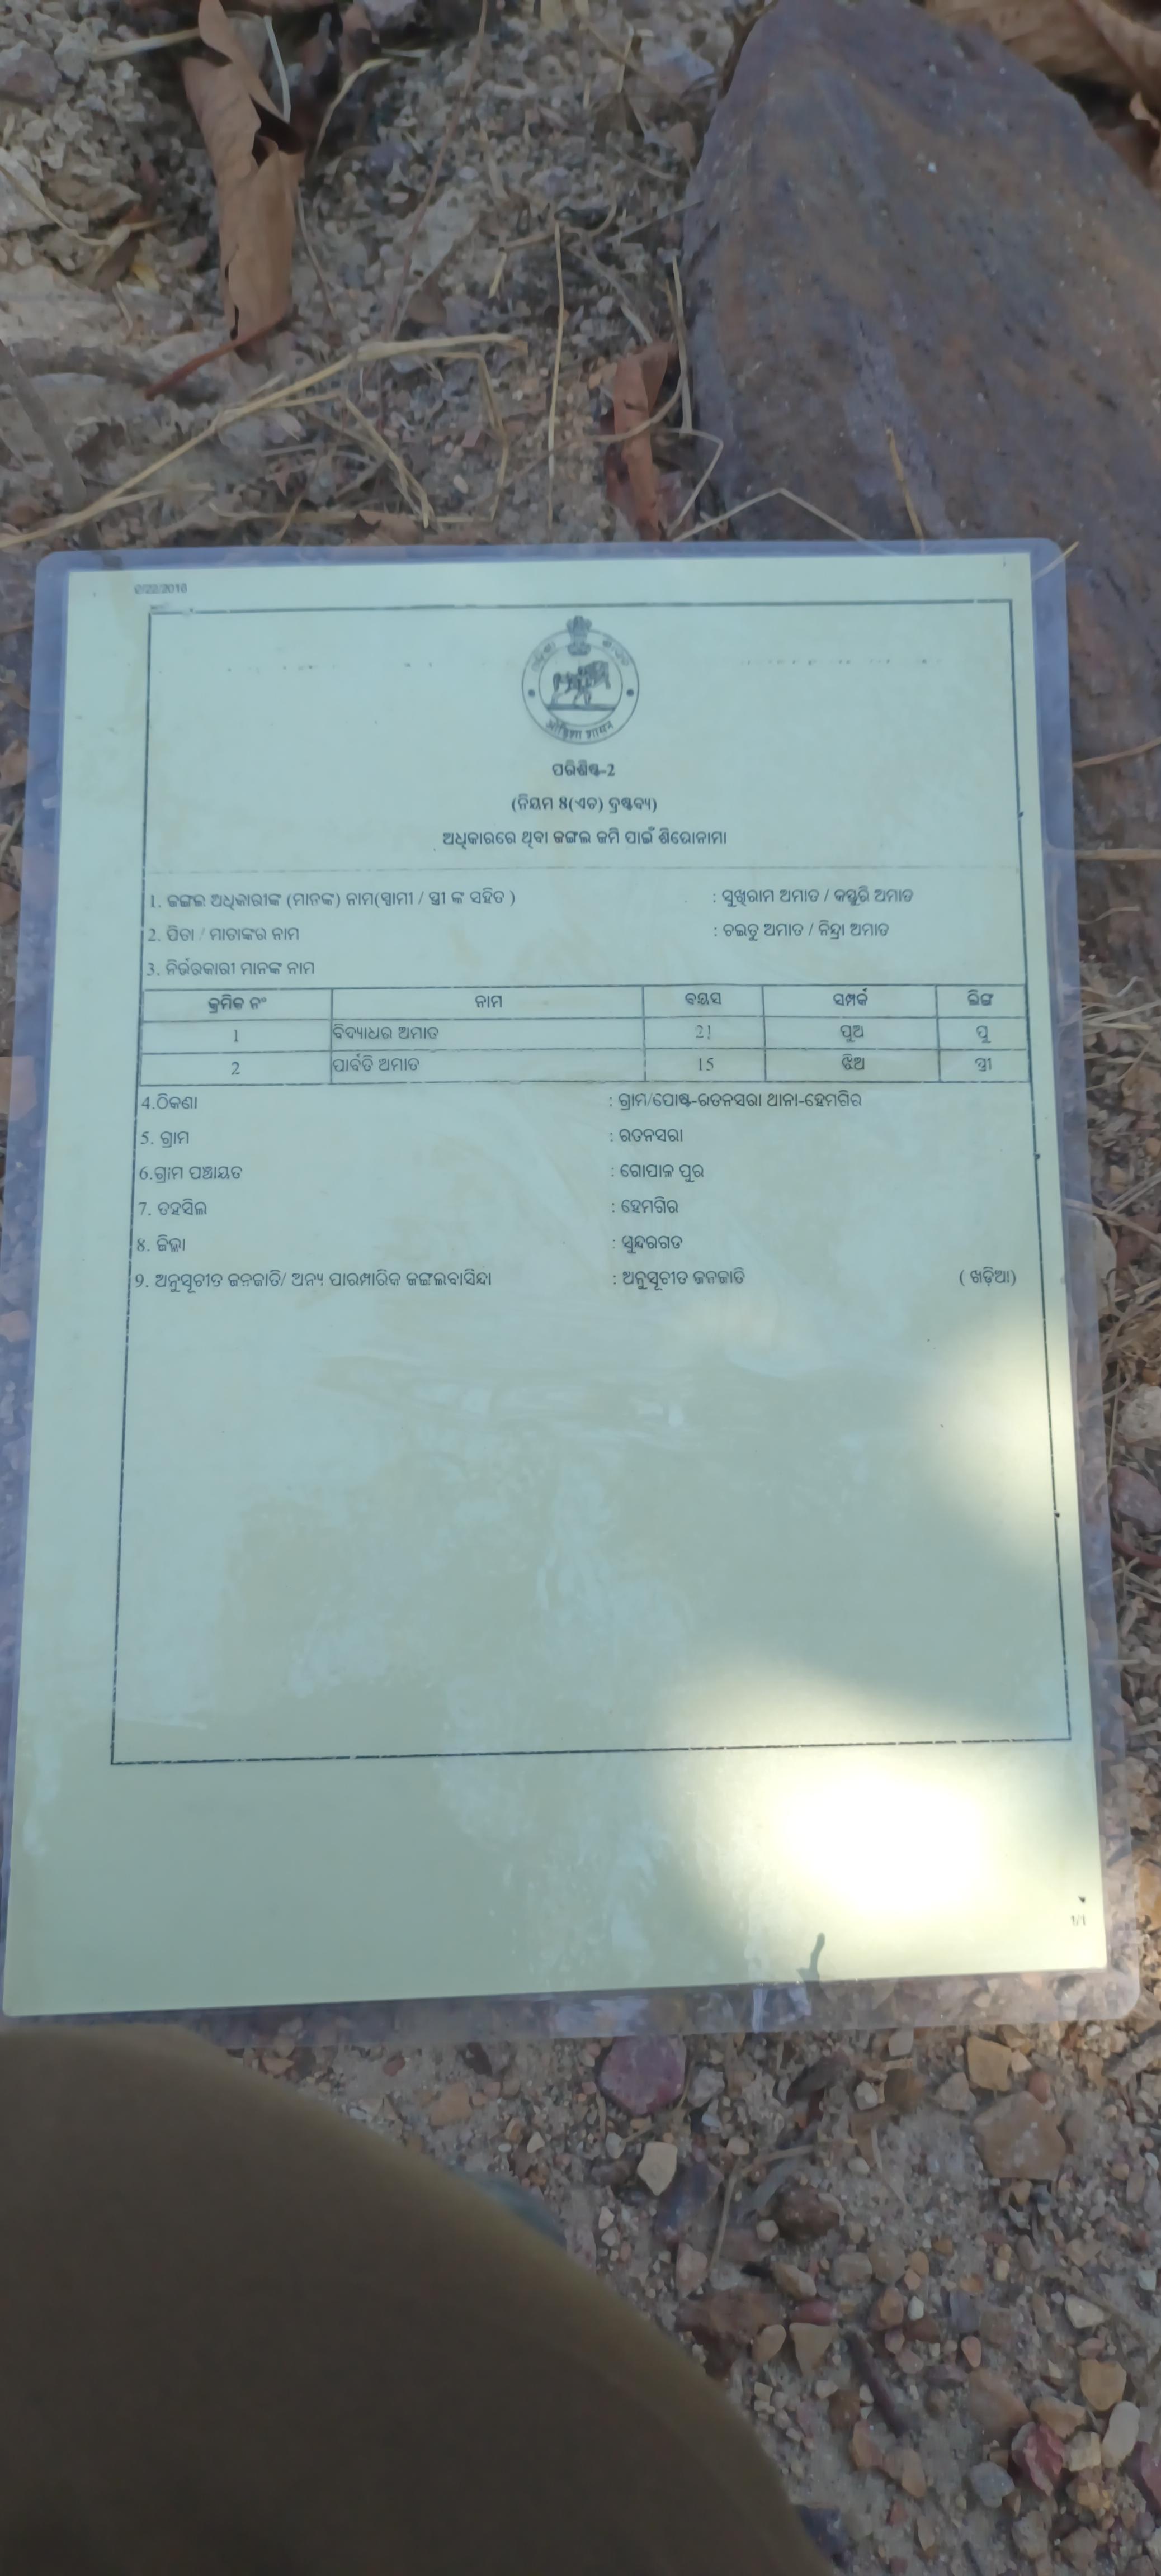 ପରିଶିଷ୍ଟ-2
(ନିୟମ 8(ଏଚ) ଦ୍ରଷ୍ଟବ୍ୟ)
ଅଧିକାରରେ ଥିବା ଜଙ୍ଗଲ ଜମି ପାଇଁ ଶିରୋନାମା
1. ଜଙ୍ଗଲ ଅଧିକାରୀଙ୍କ (ମାନଙ୍କ) ନାମ(ସ୍ଵାମୀ / ସ୍ତ୍ରୀ ଙ୍କ ସହିତ ) : ସୁଖିରାମ ଅମାତ / କସ୍ତୁରି ଅମାତ
2. ପିତା / ମାତାଙ୍କର ନାମ : ଚଇତୁ ଅମାତ / ନିନ୍ଦ୍ରା ଅମାତ
3. ନିର୍ଭରକାରୀ ମାନଙ୍କ ନାମ
କ୍ରମିକ ନଂ ନାମ ବୟସ ସମ୍ପର୍କ ଲିଙ୍ଗ
1 ବିଦ୍ୟାଧର ଅମାତ 21 ପୁଅ ପୁ
2 ପାର୍ବତି ଅମାତ 15 ଝିଅ ସ୍ତ୍ରୀ
4.ଠିକଣା : ଗ୍ରାମ/ପୋଷ୍ଟ-ରତନସରା ଥାନା-ହେମଗିର
5. ଗ୍ରାମ : ରତନସରା
6.ଗ୍ରାମ ପଞ୍ଚାୟତ : ଗୋପାଳ ପୁର
7. ତହସିଲ : ହେମଗିର
8. ଜିଲ୍ଲା : ସୁନ୍ଦରଗଡ
9. ଅନୁସୂଚୀତ ଜନଜାତି/ ଅନ୍ୟ ପାରମ୍ପାରିକ ଜଙ୍ଗଲବାସିନ୍ଦା : ଅନୁସୂଚୀତ ଜନଜାତି ( ଖଡ଼ିଆ)
1/1